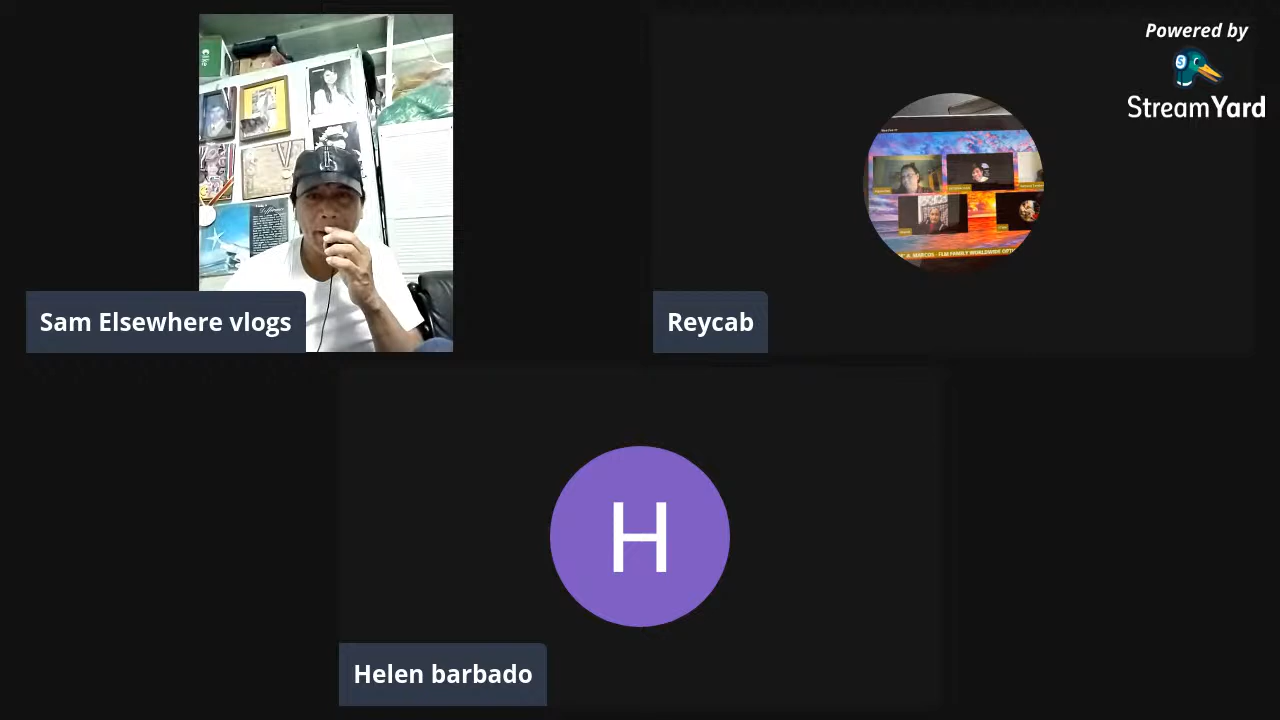 Powered by
StreamYard
Sam Elsewhere vlogs
Reycab
H
Helen barbado